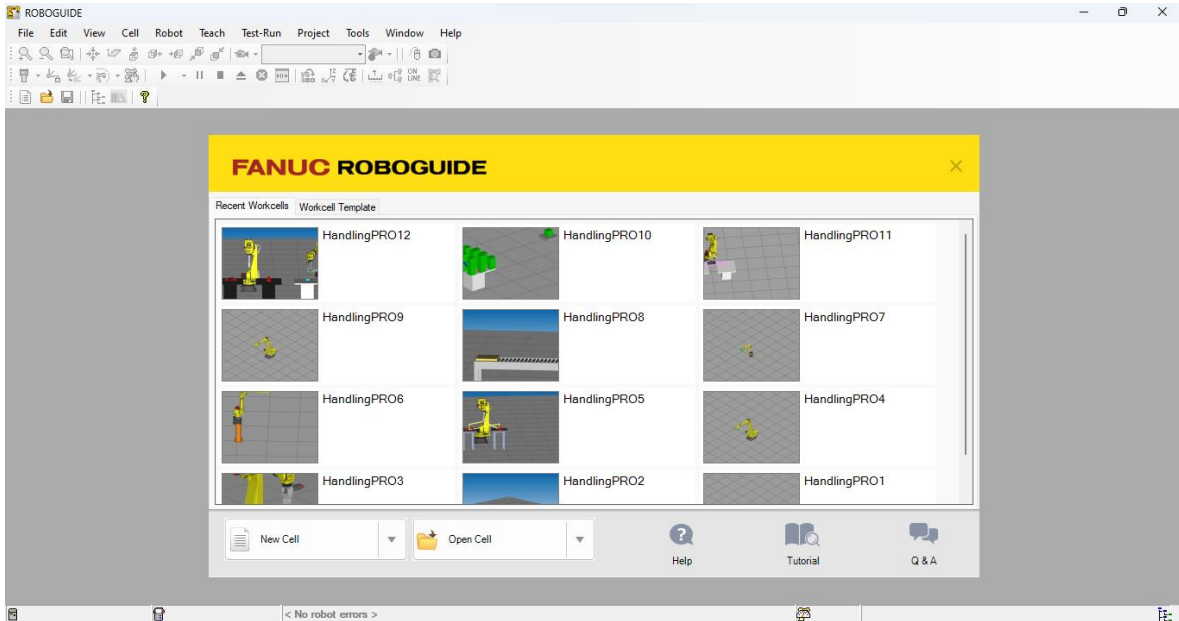 ROBOGUIDE
File Edit View Cell Robot Teach Test-Run Project Tools Window Help
ON
LINE
FANUC ROBOGUIDE
Recent Workcells Workcell Template
HandlingPRO12 HandlingPRO10 HandlingPRO11
HandlingPRO9 HandlingPRO8 HandlingPRO7
HandlingPRO6 HandlingPRO5 HandlingPRO4
HandlingPRO3 HandlingPRO2 HandlingPRO1
New Cell Open Cell Help Tutorial Q & A
< No robot errors >